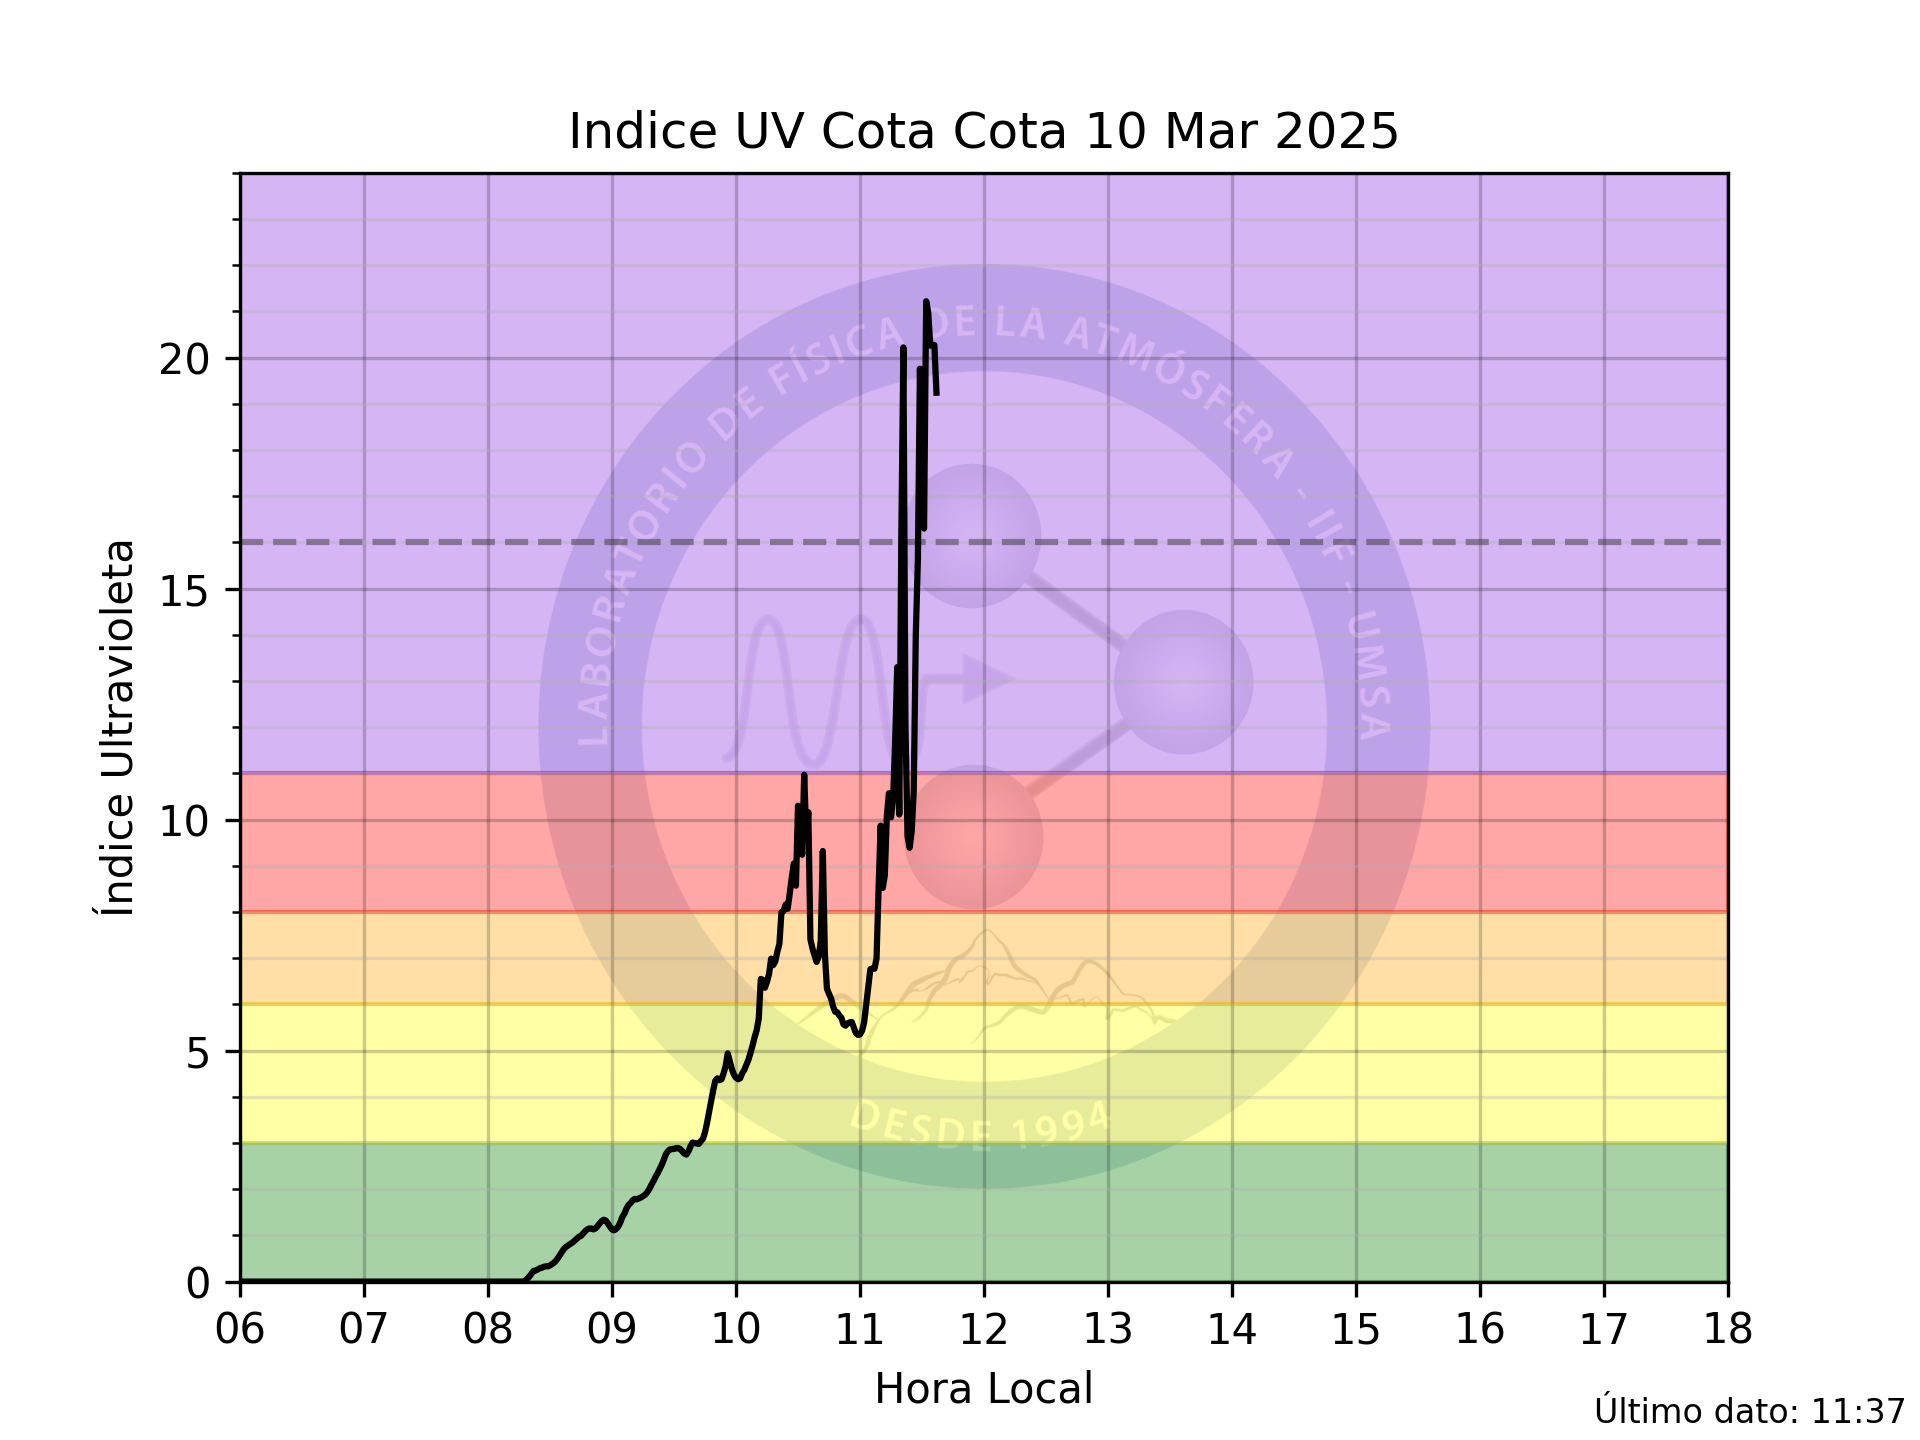 Indice UV Cota Cota 10 Mar 2025
Índice Ultravioleta
20
15
10
5
0
LABORATORIO DE FÍSICA DE LA ATMÓSFERA - IIF - UMSA
DESDE 1994
06 07 08 09 10 11 12 13 14 15 16 17 18
Hora Local
Último dato: 11:37